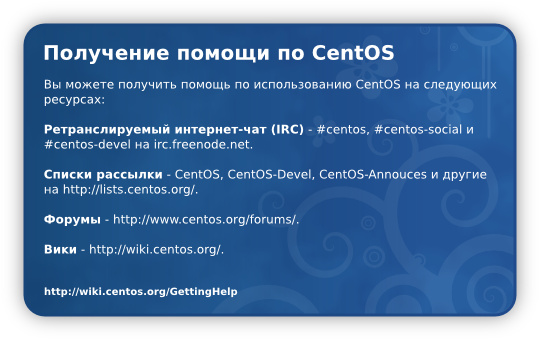 Получение помощи по CentOS
Вы можете получить помощь по использованию CentOS на следующих
ресурсах:
Ретранслируемый интернет-чат (IRC) - #centos, #centos-social и
#centos-devel на irc.freenode.net.
Списки рассылки - CentOS, CentOS-Devel, CentOS-Annouces и другие
на http://lists.centos.org/.
Форумы - http://www.centos.org/forums/.
Вики - http://wiki.centos.org/.
http://wiki.centos.org/GettingHelp